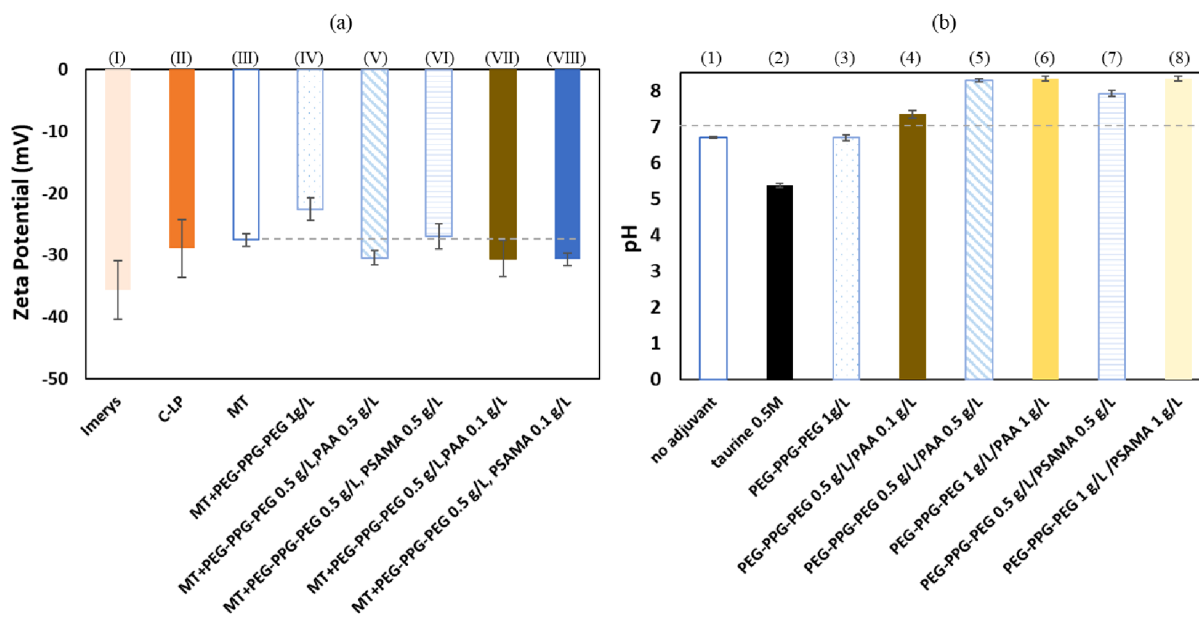 (a)
(I) (II) (III) (IV) (V) (VI) (VII) (VIII)
0
-10
-20
-30
-40
-50
Zeta Potential (mV)
Imerys
C-LP
MT
MT+PEG-PPG-PEG 1g/L
MT+PEG-PPG-PEG 0.5 g/L,PAA 0.5 g/L
MT+PEG-PPG-PEG 0.5 g/L, PSAMA 0.5 g/L
MT+PEG-PPG-PEG 0.5 g/L,PAA 0.1 g/L
MT+PEG-PPG-PEG 0.5 g/L, PSAMA 0.1 g/L
(b)
(1) (2) (3) (4) (5) (6) (7) (8)
8
7
6
5
4
3
2
1
0
pH
no adjuvant
taurine 0.5M
PEG-PPG-PEG 1g/L
PEG-PPG-PEG 0.5 g/L/PAA 0.1 g/L
PEG-PPG-PEG 0.5 g/L/PAA 0.5 g/L
PEG-PPG-PEG 1 g/L/PAA 1 g/L
PEG-PPG-PEG 0.5 g/L/PSAMA 0.5 g/L
PEG-PPG-PEG 1 g/L /PSAMA 1 g/L